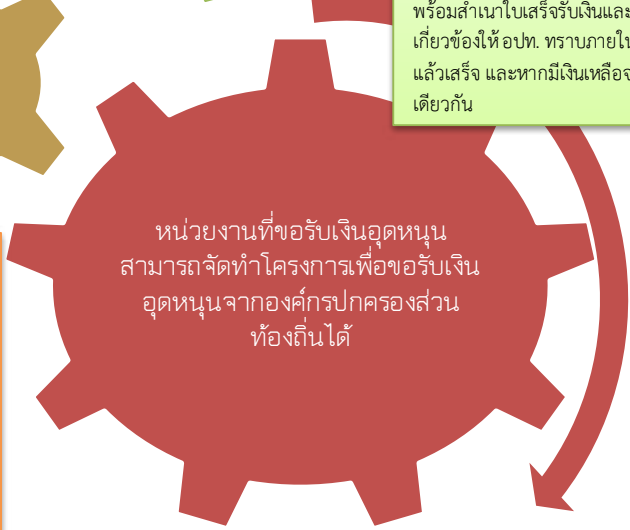 พร้อมสำเนาใบเสร็จรับเงินและ
เกี่ยวข้องให้ อปท. ทราบภายใน
แล้วเสร็จ และหากมีเงินเหลือจ
เดียวกัน
หน่วยงานที่ขอรับเงินอุดหนุน
สามารถจัดทำโครงการเพื่อขอรับเงิน
อุดหนุนจากองค์กรปกครองส่วน
ท้องถิ่นได้